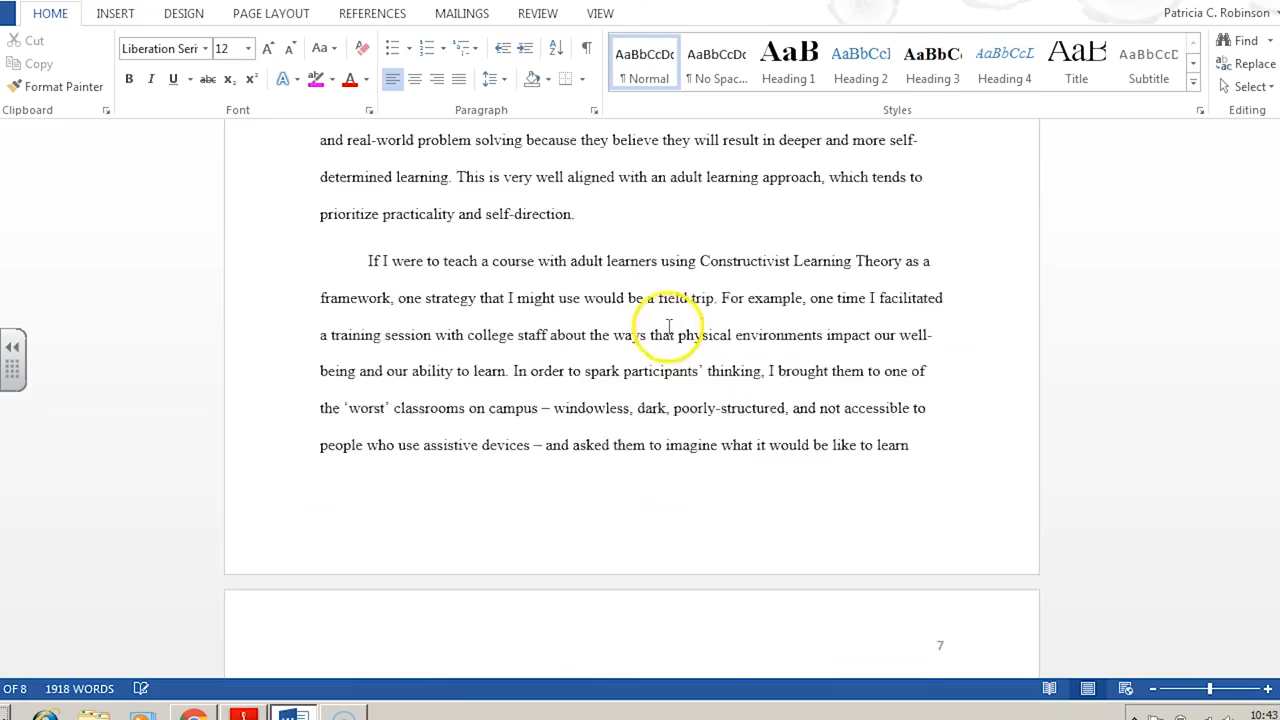 HOME INSERT DESIGN PAGE LAYOUT REFERENCES MAILINGS REVIEW VIEW Patricia C. Robinson
Cut
Copy
Format Painter
Clipboard
Liberation Seri 12 Aa
B I U abc X₂ X² A A
Font
Paragraph
AaBbCcDc AaBbCcDc AaB AaBbCcI AaBbCc AaBbCcL AaB AaBbCcD
¶ Normal ¶ No Spac... Heading 1 Heading 2 Heading 3 Heading 4 Title Subtitle
Styles
Find
Replace
Select
Editing
and real-world problem solving because they believe they will result in deeper and more self-
determined learning. This is very well aligned with an adult learning approach, which tends to
prioritize practicality and self-direction.
If I were to teach a course with adult learners using Constructivist Learning Theory as a
framework, one strategy that I might use would be a field trip. For example, one time I facilitated
a training session with college staff about the ways that physical environments impact our well-
being and our ability to learn. In order to spark participants’ thinking, I brought them to one of
the ‘worst’ classrooms on campus – windowless, dark, poorly-structured, and not accessible to
people who use assistive devices – and asked them to imagine what it would be like to learn
7
OF 8 1918 WORDS
10:43